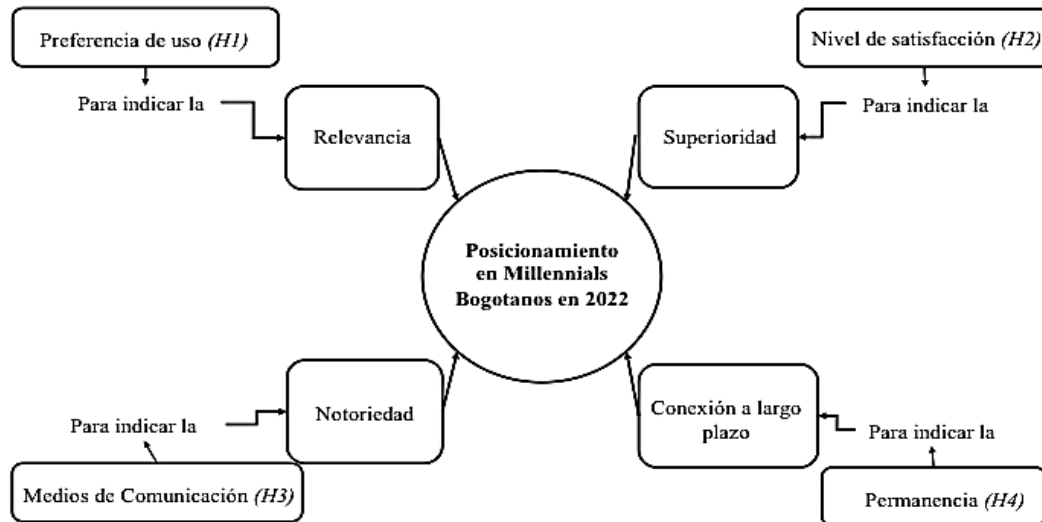 Preferencia de uso (H1)
Nivel de satisfacción (H2)
Para indicar la
Para indicar la
Relevancia
Superioridad
Posicionamiento
en Millennials
Bogotanos en 2022
Notoriedad
Conexión a largo
plazo
Para indicar la
Para indicar la
Medios de Comunicación (H3)
Permanencia (H4)